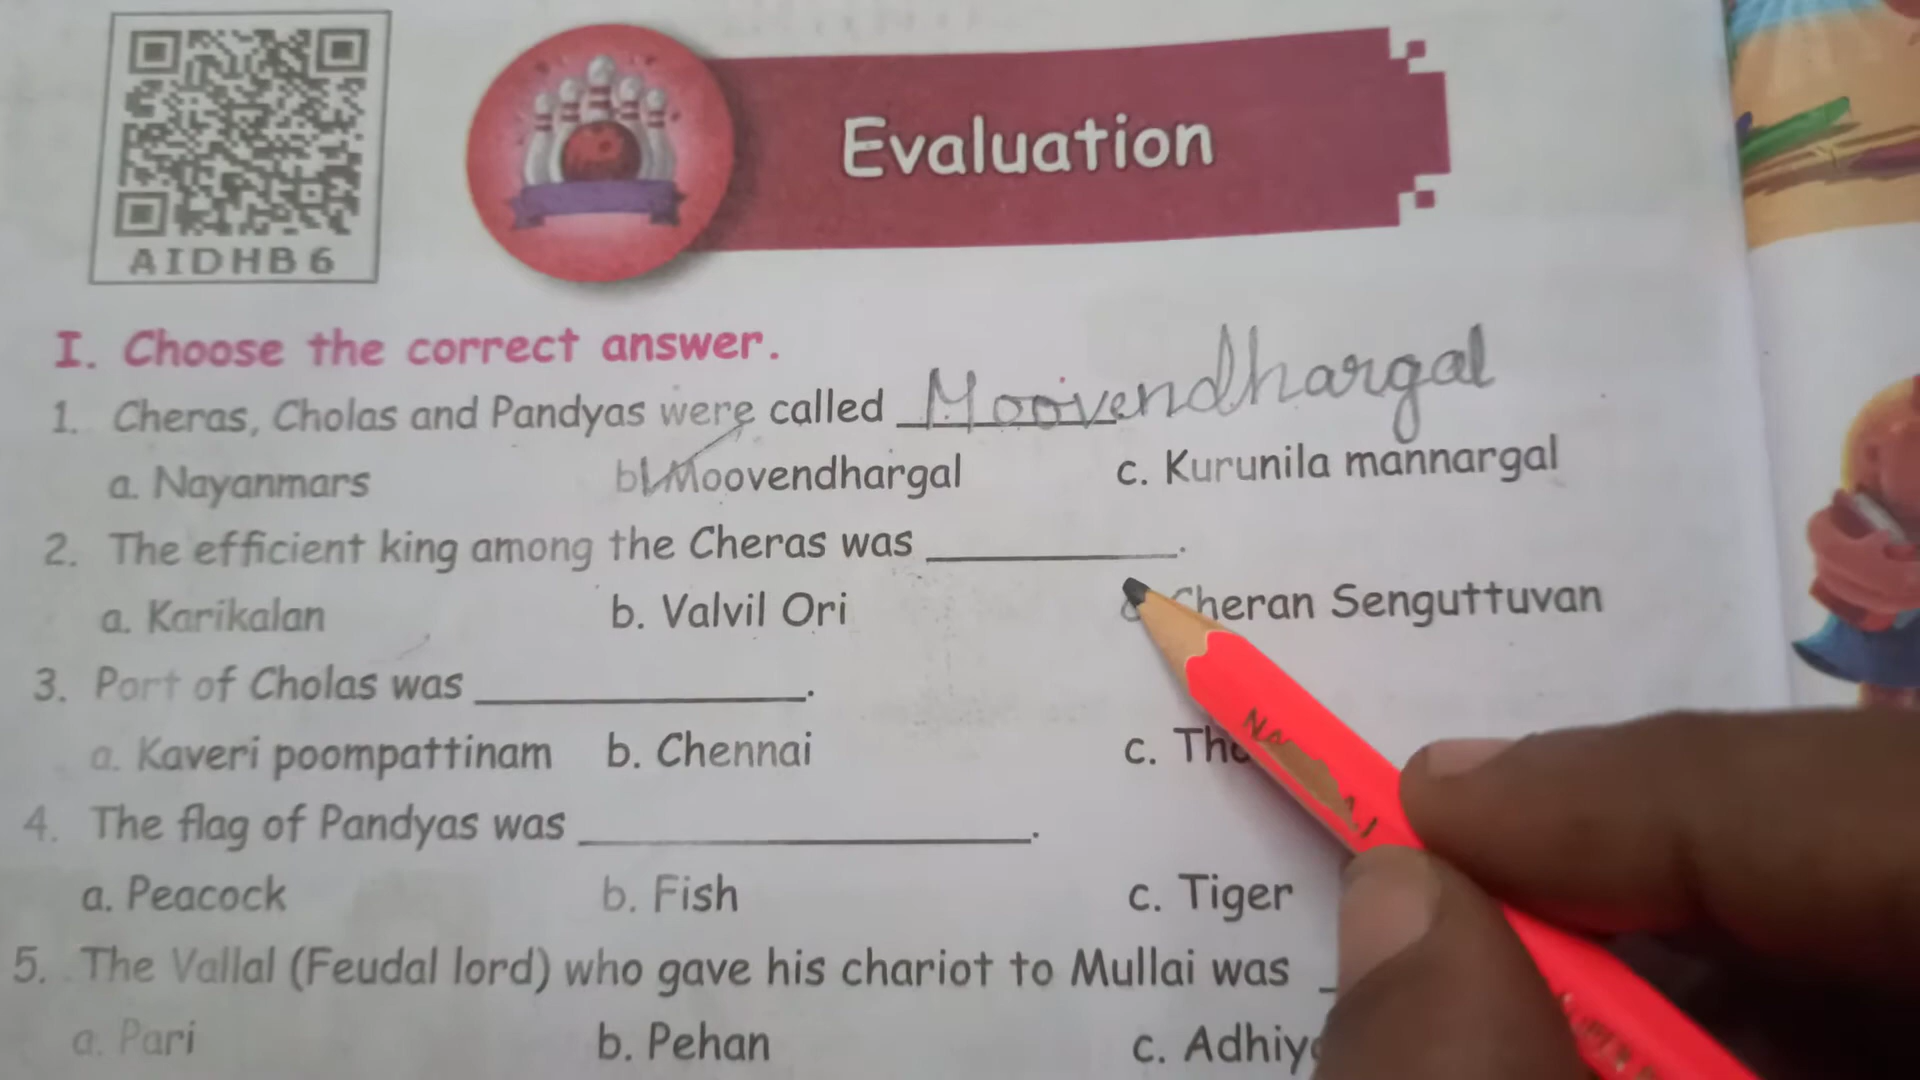 AIDHB6
Evaluation
I. Choose the correct answer.
1. Cheras, Cholas and Pandyas were called Moovendhargal
a. Nayanmars b. Moovendhargal c. Kurunila mannargal
2. The efficient king among the Cheras was ____________.
a. Karikalan b. Valvil Ori Cheran Senguttuvan
3. Port of Cholas was ____________.
a. Kaveri poompattinam b. Chennai c.
4. The flag of Pandyas was ____________.
a. Peacock b. Fish c. Tiger
5. The Vallal (Feudal lord) who gave his chariot to Mullai was _
a. Pari b. Pehan c.